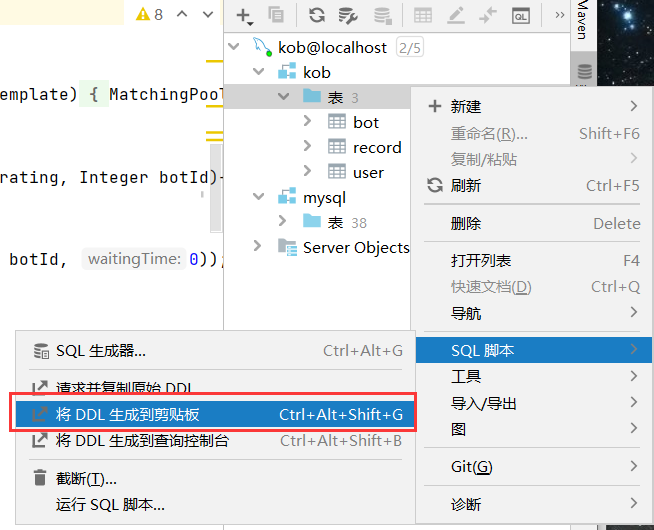 8
Maven
kob@localhost 2/5
kob
表 3
emplate) { MatchingPool
bot
record
rating, Integer botId)
user
mysql
表 38
Server Objects
botId, waitingTime: 0));
新建
重命名(R)... Shift+F6
复制/粘贴
刷新 Ctrl+F5
删除 Delete
打开列表 F4
快速文档(D) Ctrl+Q
导航
SQL 脚本
工具
导入/导出
图
Git(G)
诊断
SQL 生成器... Ctrl+Alt+G
请求并复制原始 DDL
将 DDL 生成到剪贴板 Ctrl+Alt+Shift+G
将 DDL 生成到查询控制台 Ctrl+Alt+Shift+B
截断(T)...
运行 SQL 脚本...